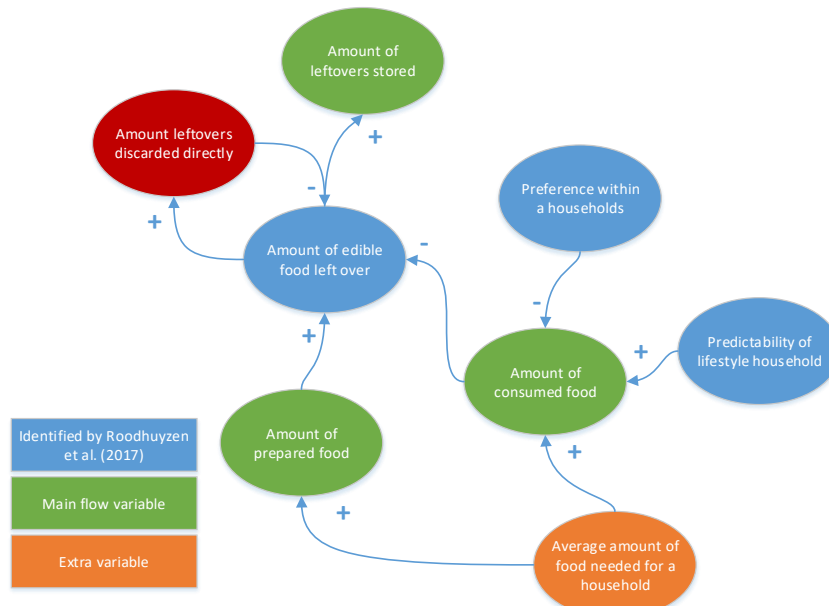 Amount of
leftovers stored
+
Amount leftovers
discarded directly
-
+
Preference within
a households
Amount of edible
food left over
-
-
+
+
Predictability of
lifestyle household
Amount of
consumed food
Identified by Roodhuyzen
et al. (2017)
Amount of
prepared food
+
Main flow variable
+
Extra variable
Average amount of
food needed for a
household